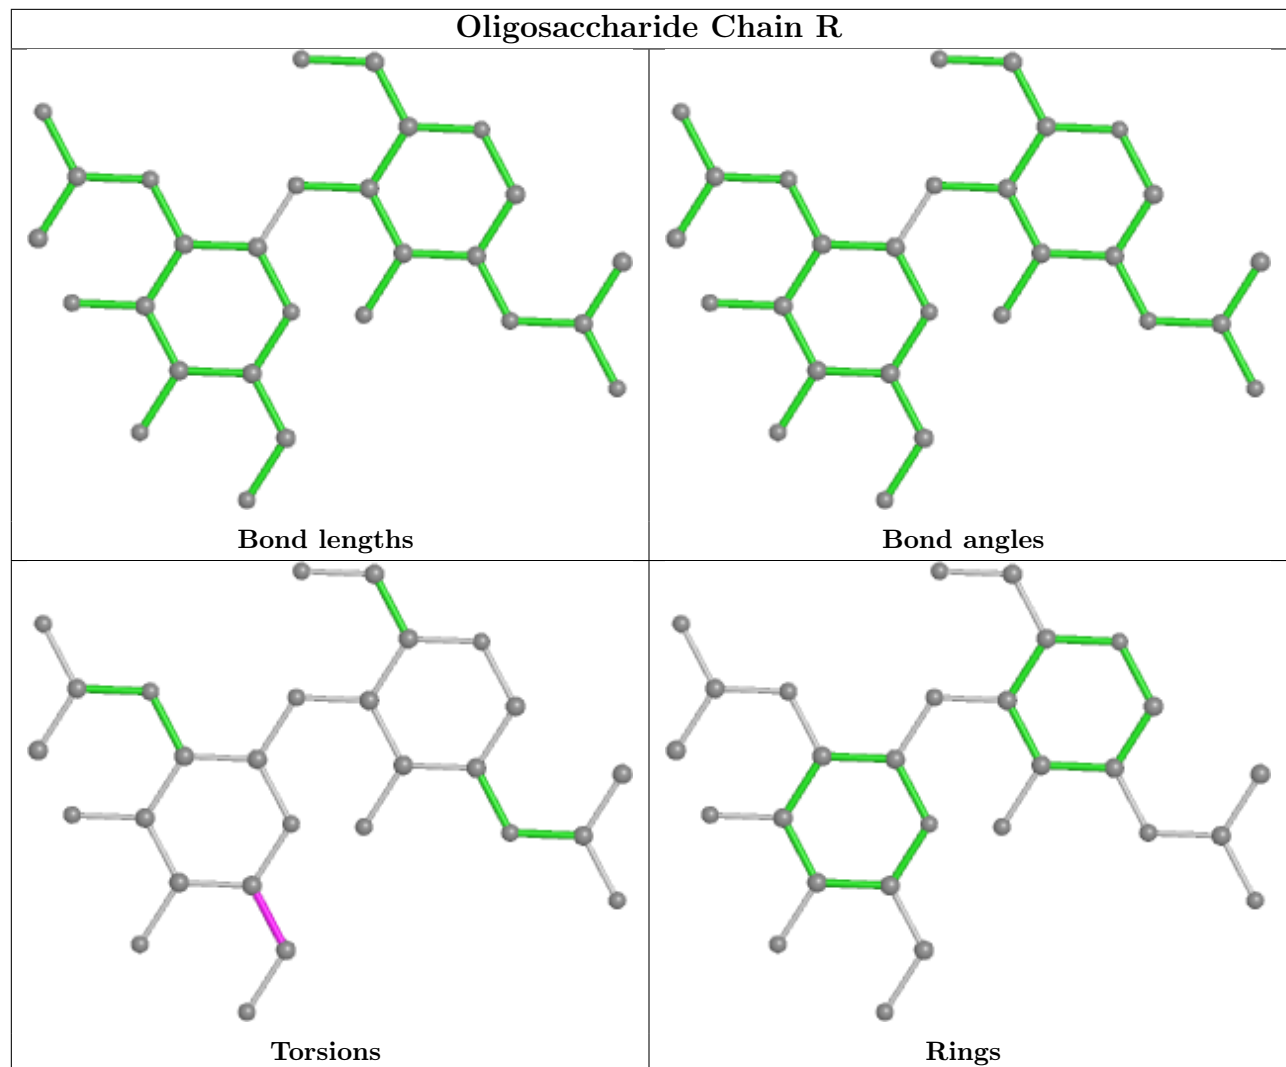 Oligosaccharide Chain R
Bond lengths
Bond angles
Torsions
Rings